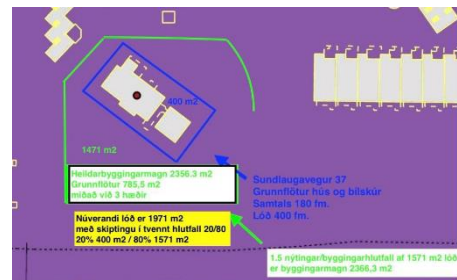 400 m2
1471 m2
Heildarbyggingarmagn 2356.3 m2
Grunnflötur 785,5 m2
miðað við 3 hæðir
Sundlaugavegur 37
Grunnflötur hús og bílskúr
Samtals 180 fm.
Lóð 400 fm.
Núverandi lóð er 1971 m2
með skiptingu í tvennt hlutfall 20/80
20% 400 m2 / 80% 1571 m2
1.5 nýtingar/byggingarhlutfall af 1571 m2 lóð
er byggingarmagn 2366,3 m2